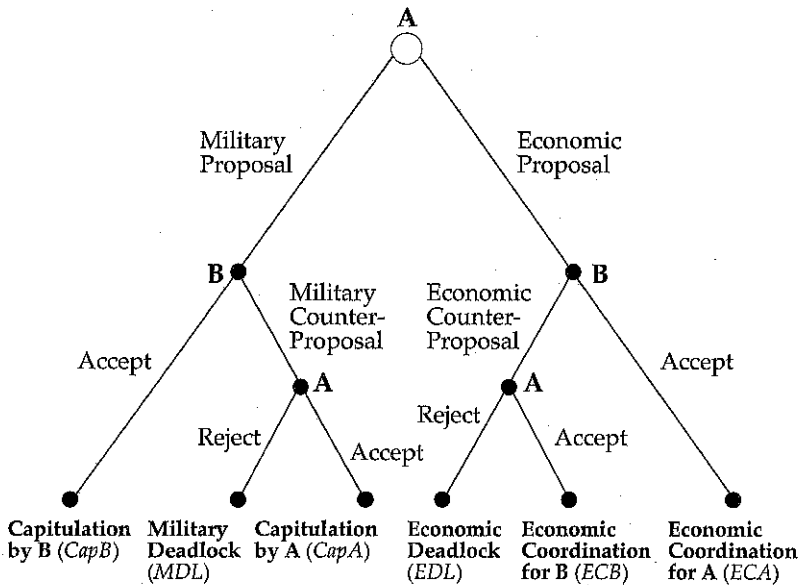 A
Military
Proposal
Economic
Proposal
B
B
Military
Counter-
Proposal
Economic
Counter-
Proposal
Accept
Accept
A
A
Reject
Accept
Reject
Accept
Capitulation
by B (CapB)
Military
Deadlock
(MDL)
Capitulation
by A (CapA)
Economic
Deadlock
(EDL)
Economic
Coordination
for B (ECB)
Economic
Coordination
for A (ECA)